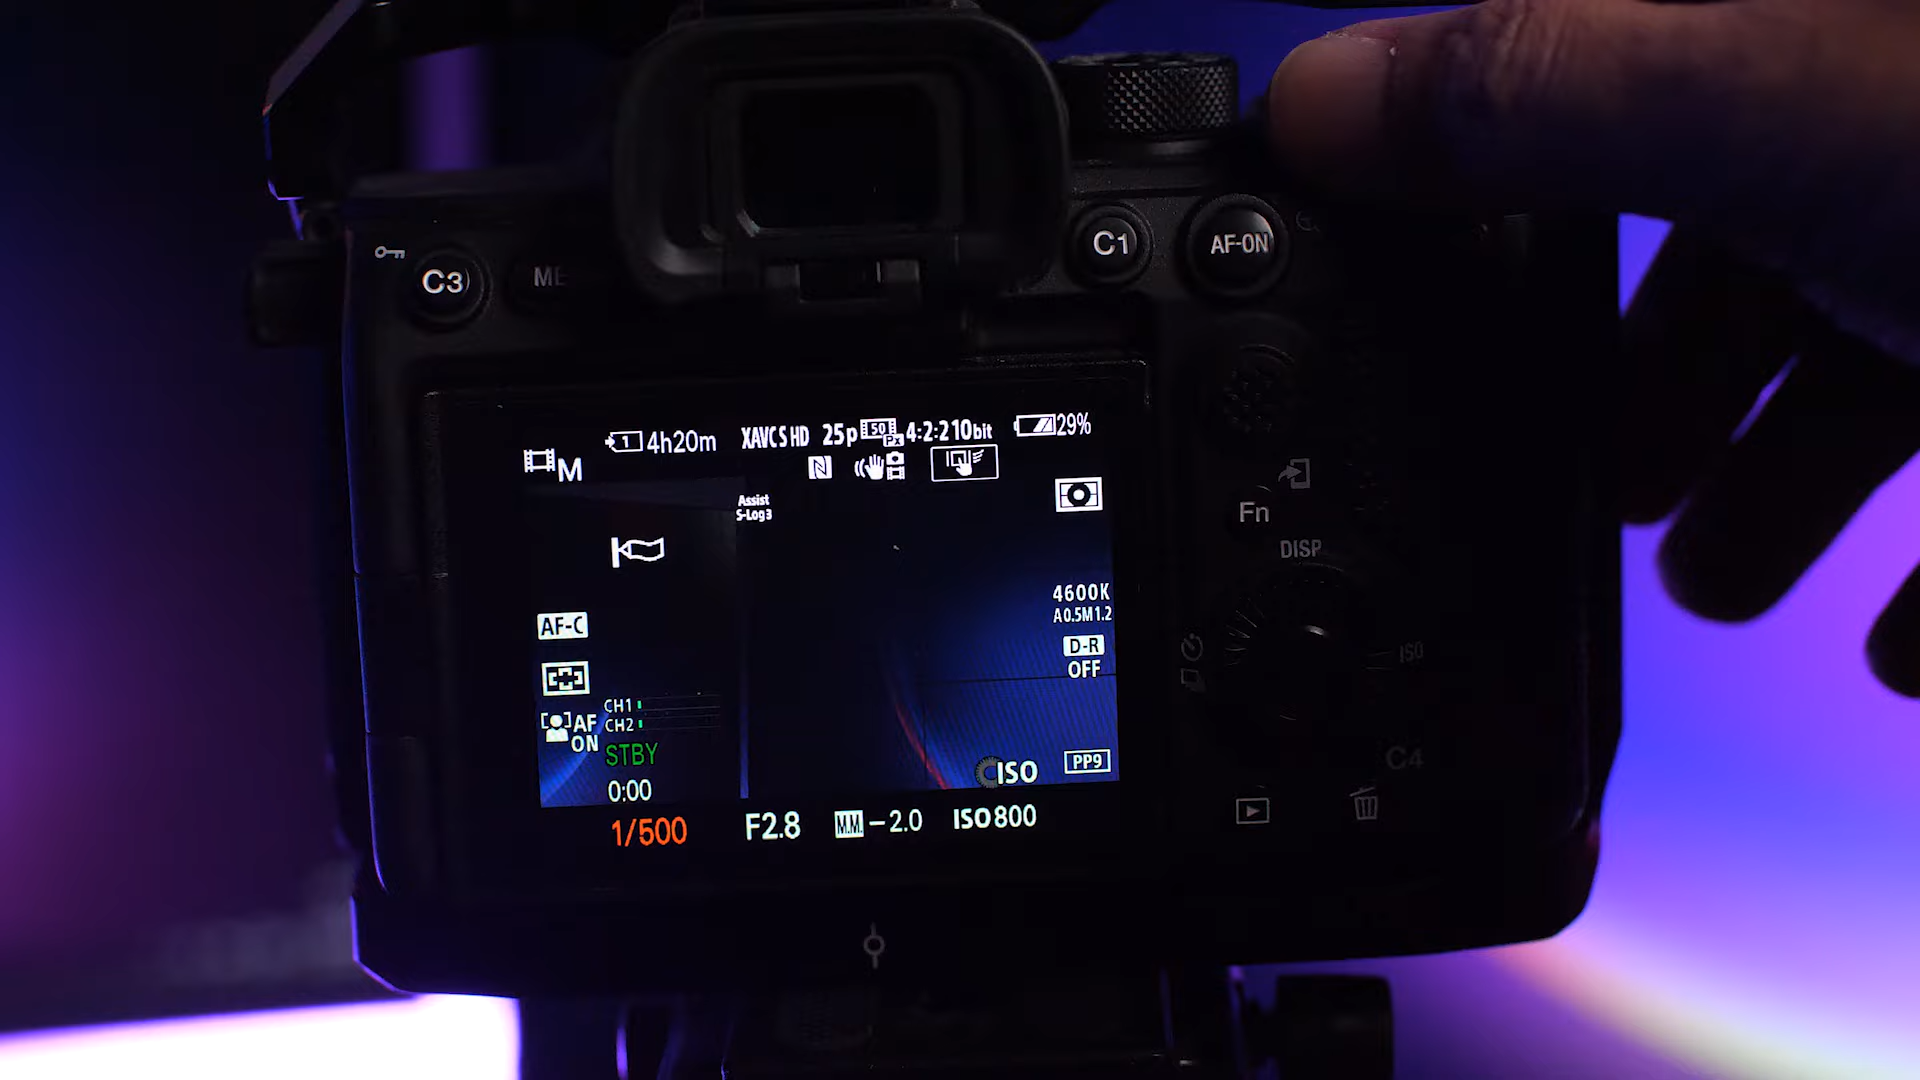 C3
ME
C1
AF-ON
M
1 4h20m XAVC S HD 25p 50 Px 4:2:2 10bit 29%
Assist
S-Log3
AF-C
4600K
A0.5M1.2
D-R
OFF
AF
ON
CH1
CH2
STBY
0:00
ISO
PP9
1/500 F2.8 M.M. −2.0 ISO800
Fn
DISP
ISO
C4